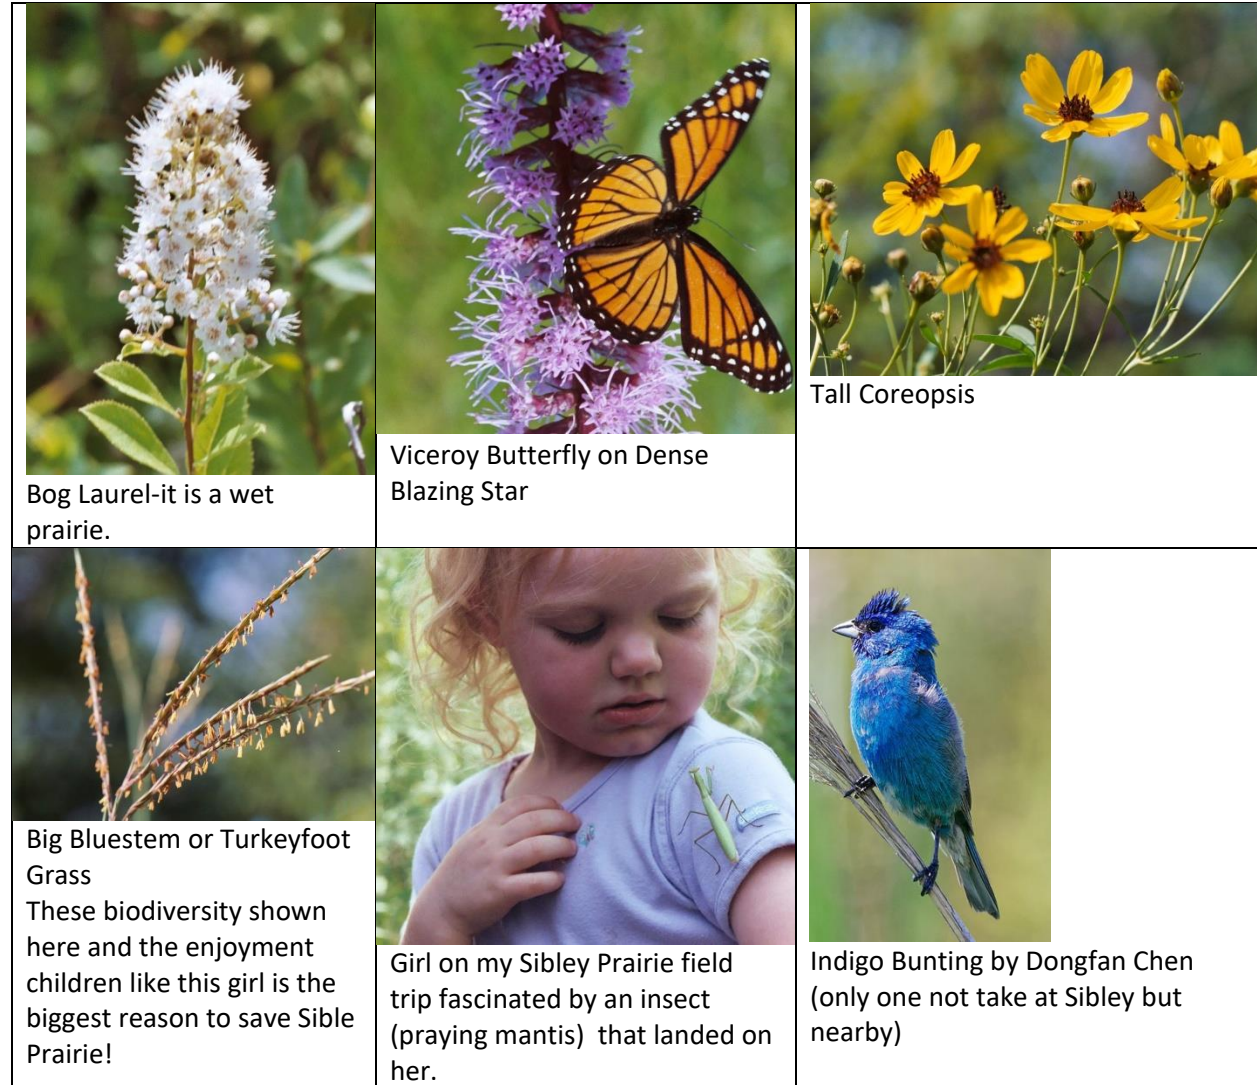 Bog Laurel-it is a wet
prairie.
Viceroy Butterfly on Dense
Blazing Star
Tall Coreopsis
Big Bluestem or Turkeyfoot
Grass
These biodiversity shown
here and the enjoyment
children like this girl is the
biggest reason to save Sible
Prairie!
Girl on my Sibley Prairie field
trip fascinated by an insect
(praying mantis)  that landed on
her.
Indigo Bunting by Dongfan Chen
(only one not take at Sibley but
nearby)